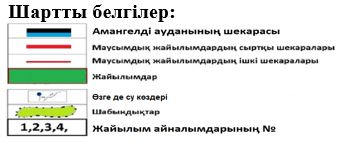 Шартты белгілер:
Амангелді ауданының шекарасы
Маусымдық жайылымдардың сыртқы шекаралары
Маусымдық жайылымдардың ішкі шекаралары
Жайылымдар
Өзге де су көздері
Шабындықтар
1,2,3,4, Жайылым айналымдарының №